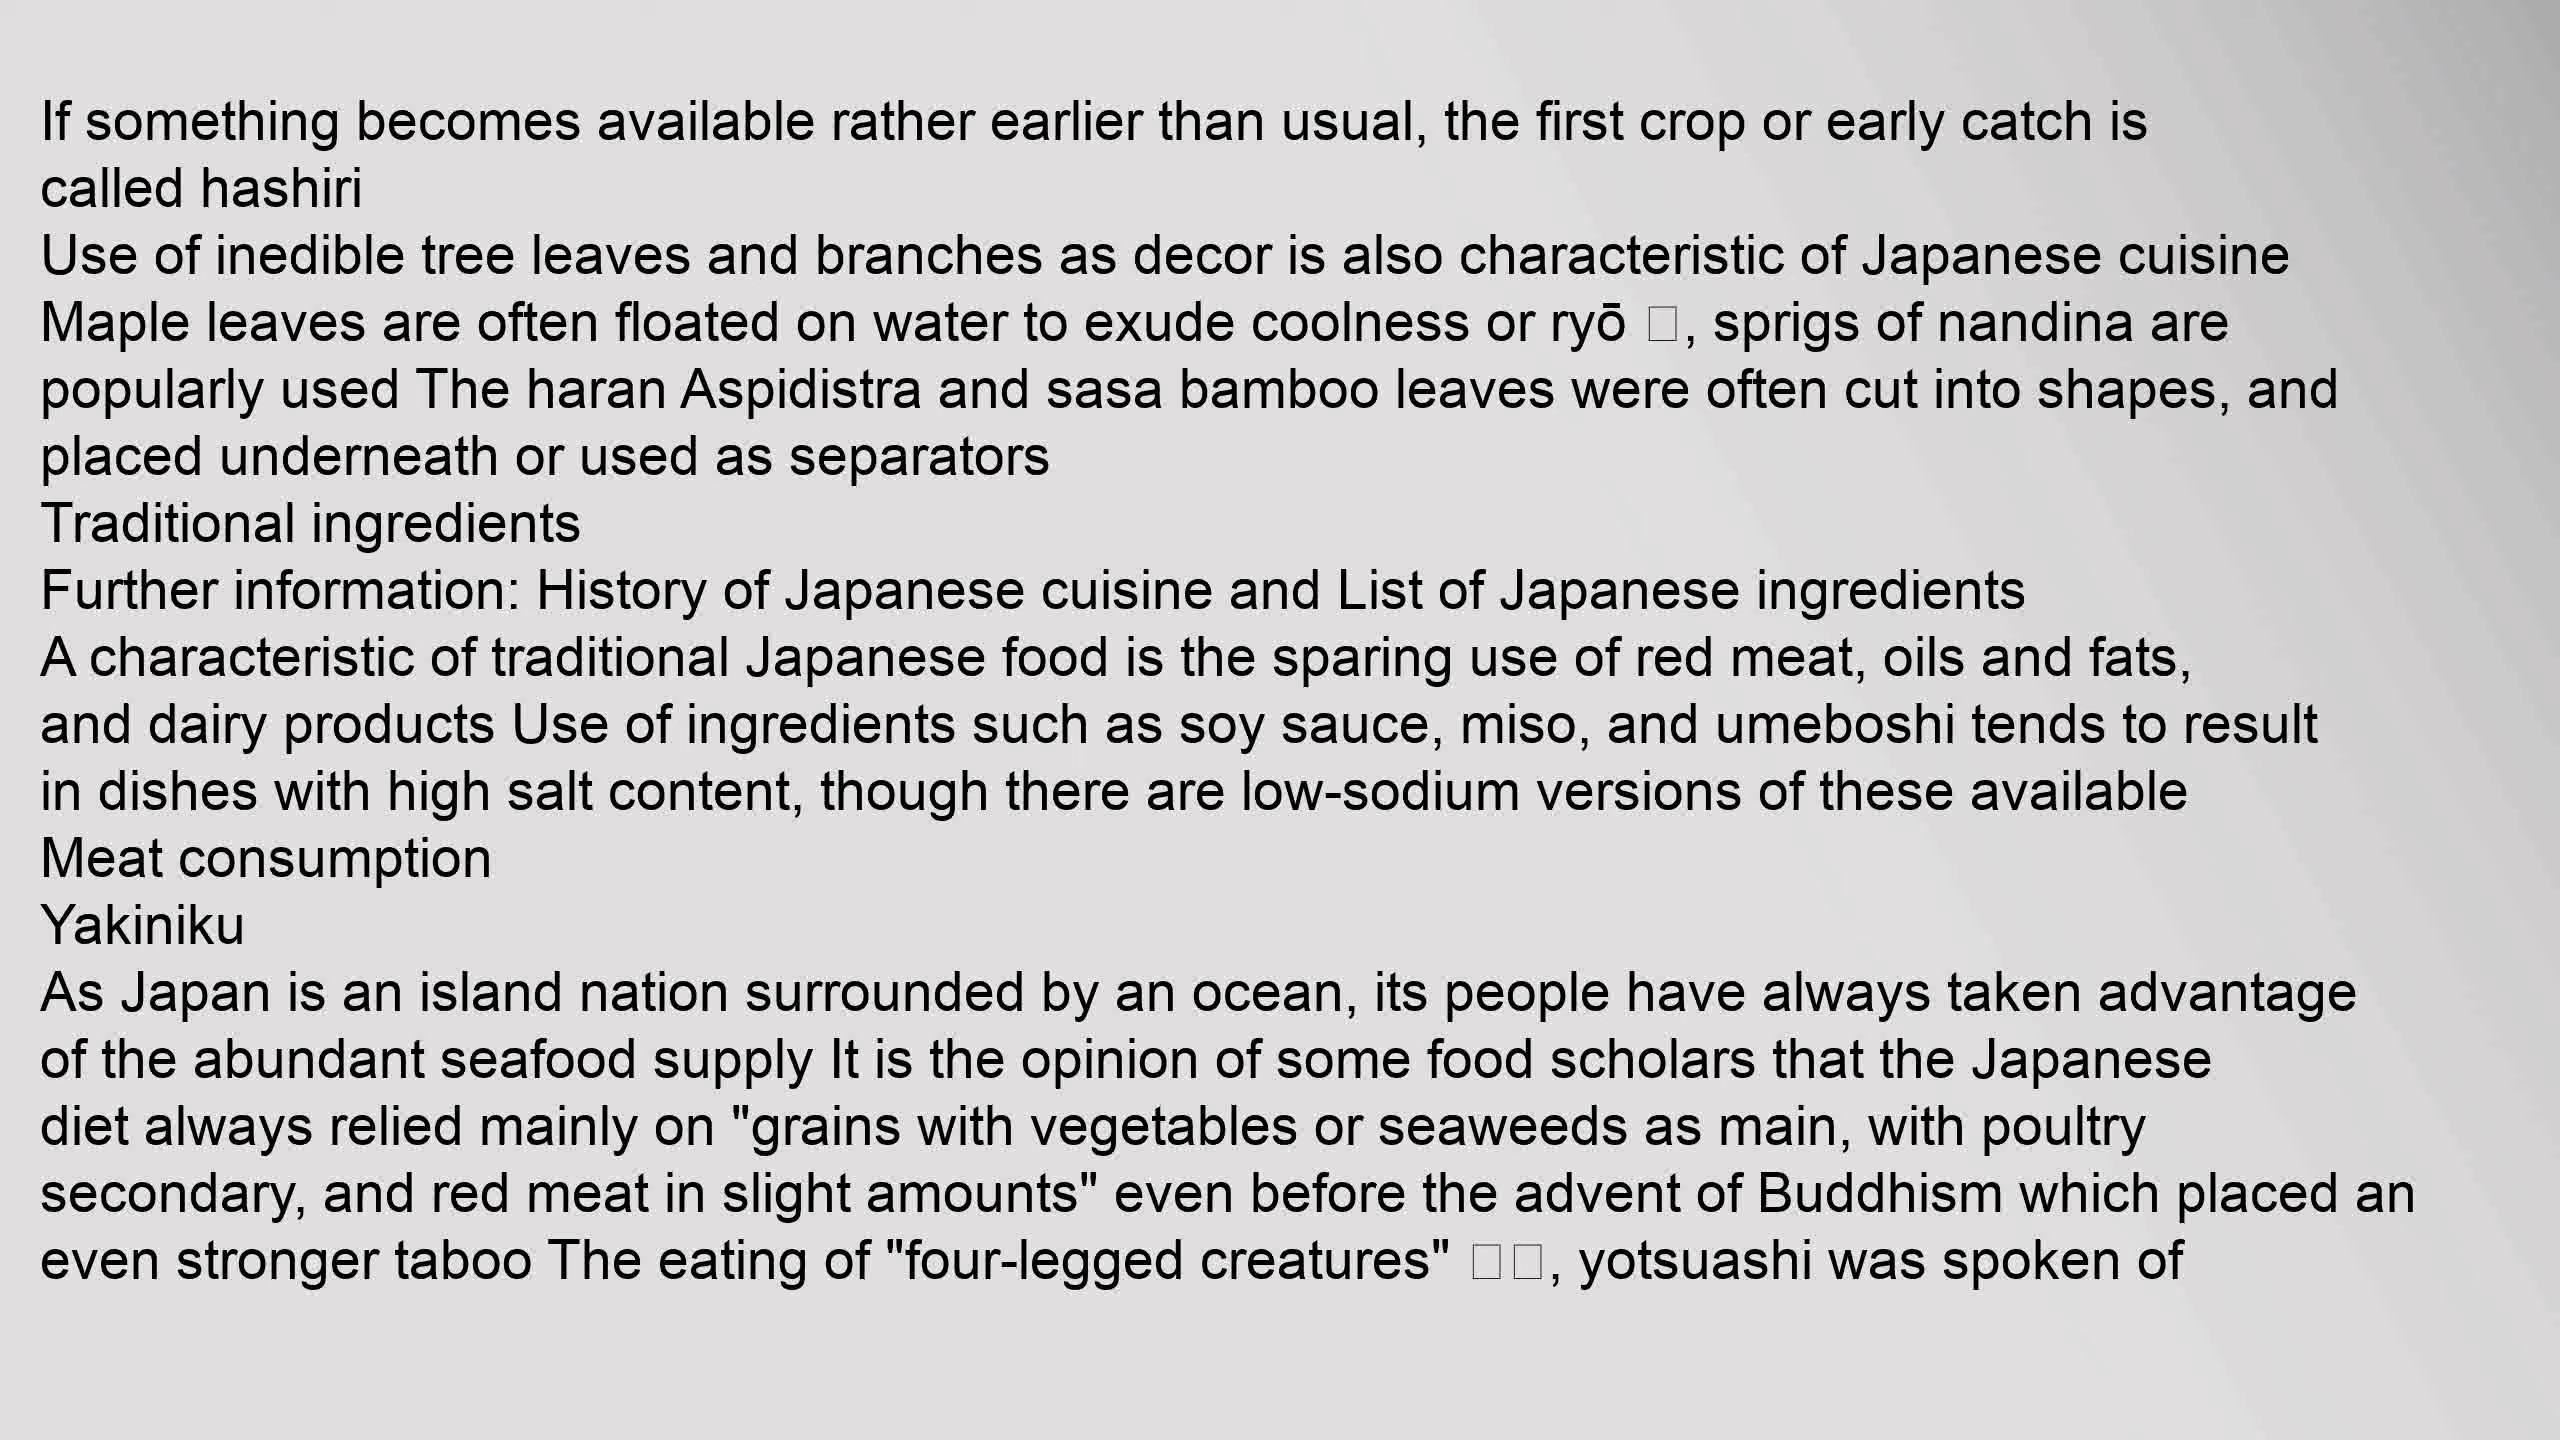 If something becomes available rather earlier than usual, the first crop or early catch is
called hashiri
Use of inedible tree leaves and branches as decor is also characteristic of Japanese cuisine
Maple leaves are often floated on water to exude coolness or ryō □, sprigs of nandina are
popularly used The haran Aspidistra and sasa bamboo leaves were often cut into shapes, and
placed underneath or used as separators
Traditional ingredients
Further information: History of Japanese cuisine and List of Japanese ingredients
A characteristic of traditional Japanese food is the sparing use of red meat, oils and fats,
and dairy products Use of ingredients such as soy sauce, miso, and umeboshi tends to result
in dishes with high salt content, though there are low-sodium versions of these available
Meat consumption
Yakiniku
As Japan is an island nation surrounded by an ocean, its people have always taken advantage
of the abundant seafood supply It is the opinion of some food scholars that the Japanese
diet always relied mainly on "grains with vegetables or seaweeds as main, with poultry
secondary, and red meat in slight amounts" even before the advent of Buddhism which placed an
even stronger taboo The eating of "four-legged creatures" □□, yotsuashi was spoken of